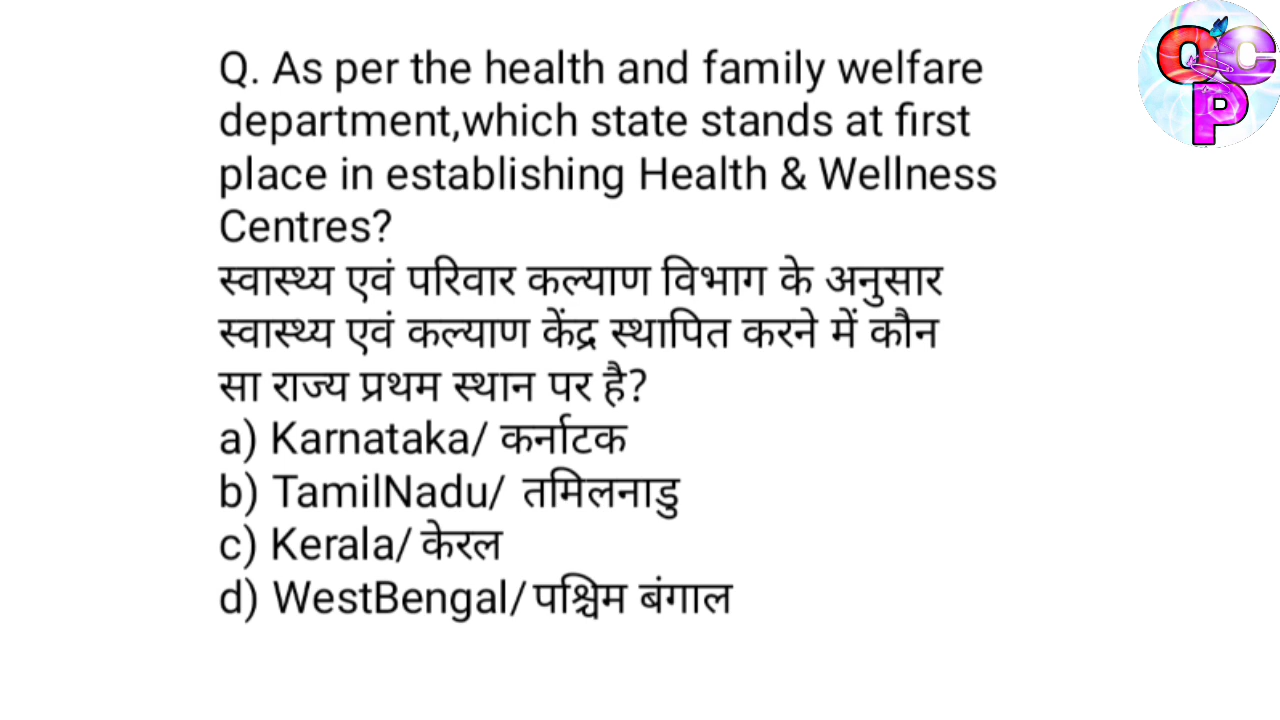 Q. As per the health and family welfare
department,which state stands at first
place in establishing Health & Wellness
Centres?
स्वास्थ्य एवं परिवार कल्याण विभाग के अनुसार
स्वास्थ्य एवं कल्याण केंद्र स्थापित करने में कौन
सा राज्य प्रथम स्थान पर है?
a) Karnataka/ कर्नाटक
b) TamilNadu/ तमिलनाडु
c) Kerala/ केरल
d) WestBengal/ पश्चिम बंगाल
QC
P